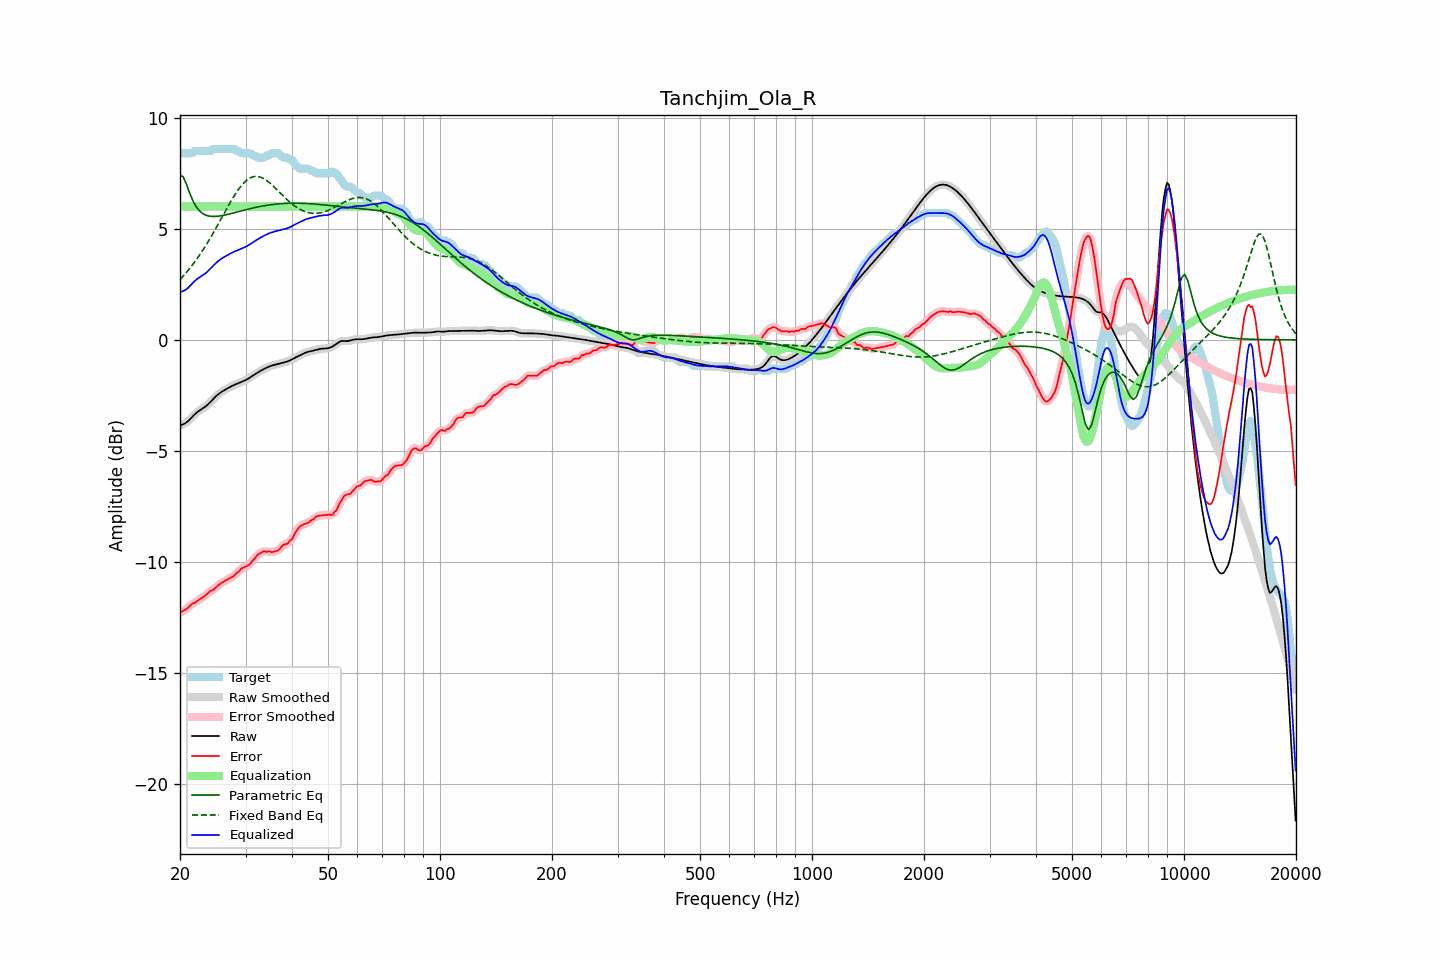 Tanchjim_Ola_R
10
5
0
−5
−10
−15
−20
Amplitude (dBr)
Target
Raw Smoothed
Error Smoothed
Raw
Error
Equalization
Parametric Eq
Fixed Band Eq
Equalized
20 50 100 200 500 1000 2000 5000 10000 20000
Frequency (Hz)